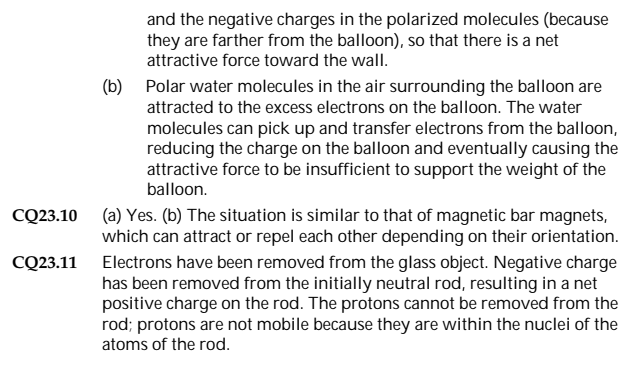 and the negative charges in the polarized molecules (because
they are farther from the balloon), so that there is a net
attractive force toward the wall.
(b) Polar water molecules in the air surrounding the balloon are
attracted to the excess electrons on the balloon. The water
molecules can pick up and transfer electrons from the balloon,
reducing the charge on the balloon and eventually causing the
attractive force to be insufficient to support the weight of the
balloon.
CQ23.10 (a) Yes. (b) The situation is similar to that of magnetic bar magnets,
which can attract or repel each other depending on their orientation.
CQ23.11 Electrons have been removed from the glass object. Negative charge
has been removed from the initially neutral rod, resulting in a net
positive charge on the rod. The protons cannot be removed from the
rod; protons are not mobile because they are within the nuclei of the
atoms of the rod.